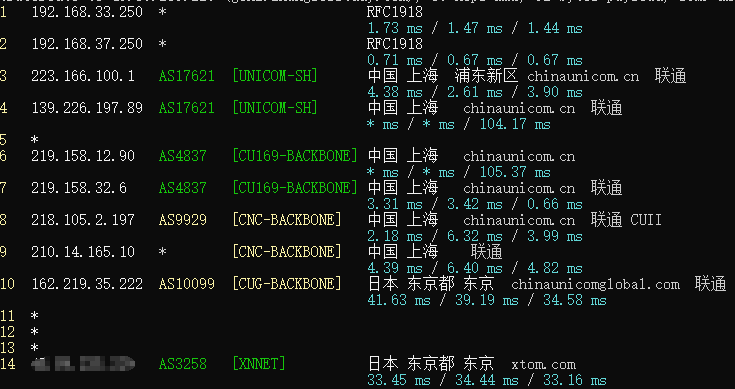 1 192.168.33.250 * RFC1918
1.73 ms / 1.47 ms / 1.44 ms
2 192.168.37.250 * RFC1918
0.71 ms / 0.67 ms / 0.67 ms
3 223.166.100.1 AS17621 [UNICOM-SH] 中国 上海 浦东新区 chinaunicom.cn 联通
4.38 ms / 2.61 ms / 3.90 ms
4 139.226.197.89 AS17621 [UNICOM-SH] 中国 上海 chinaunicom.cn 联通
* ms / * ms / 104.17 ms
5 *
6 219.158.12.90 AS4837 [CU169-BACKBONE] 中国 上海 chinaunicom.cn
* ms / * ms / 105.37 ms
7 219.158.32.6 AS4837 [CU169-BACKBONE] 中国 上海 chinaunicom.cn 联通
3.31 ms / 3.42 ms / 0.66 ms
8 218.105.2.197 AS9929 [CNC-BACKBONE] 中国 上海 chinaunicom.cn 联通 CUII
2.18 ms / 6.32 ms / 3.99 ms
9 210.14.165.10 * [CNC-BACKBONE] 中国 上海 联通
4.39 ms / 6.40 ms / 4.82 ms
10 162.219.35.222 AS10099 [CUG-BACKBONE] 日本 东京都 东京 chinaunicomglobal.com 联通
41.63 ms / 39.19 ms / 34.58 ms
11 *
12 *
13 *
14 AS3258 [XNNET] 日本 东京都 东京 xtom.com
33.45 ms / 34.44 ms / 33.16 ms